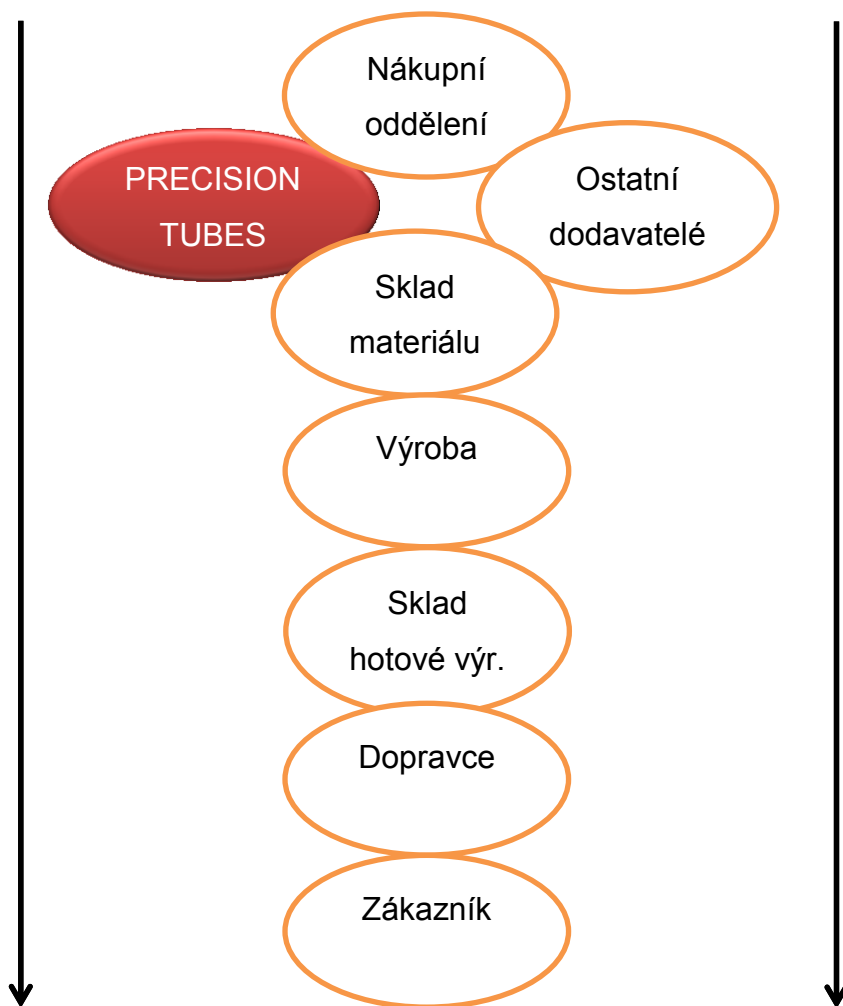 Nákupní
oddělení
PRECISION
TUBES
Ostatní
dodavatelé
Sklad
materiálu
Výroba
Sklad
hotové výr.
Dopravce
Zákazník